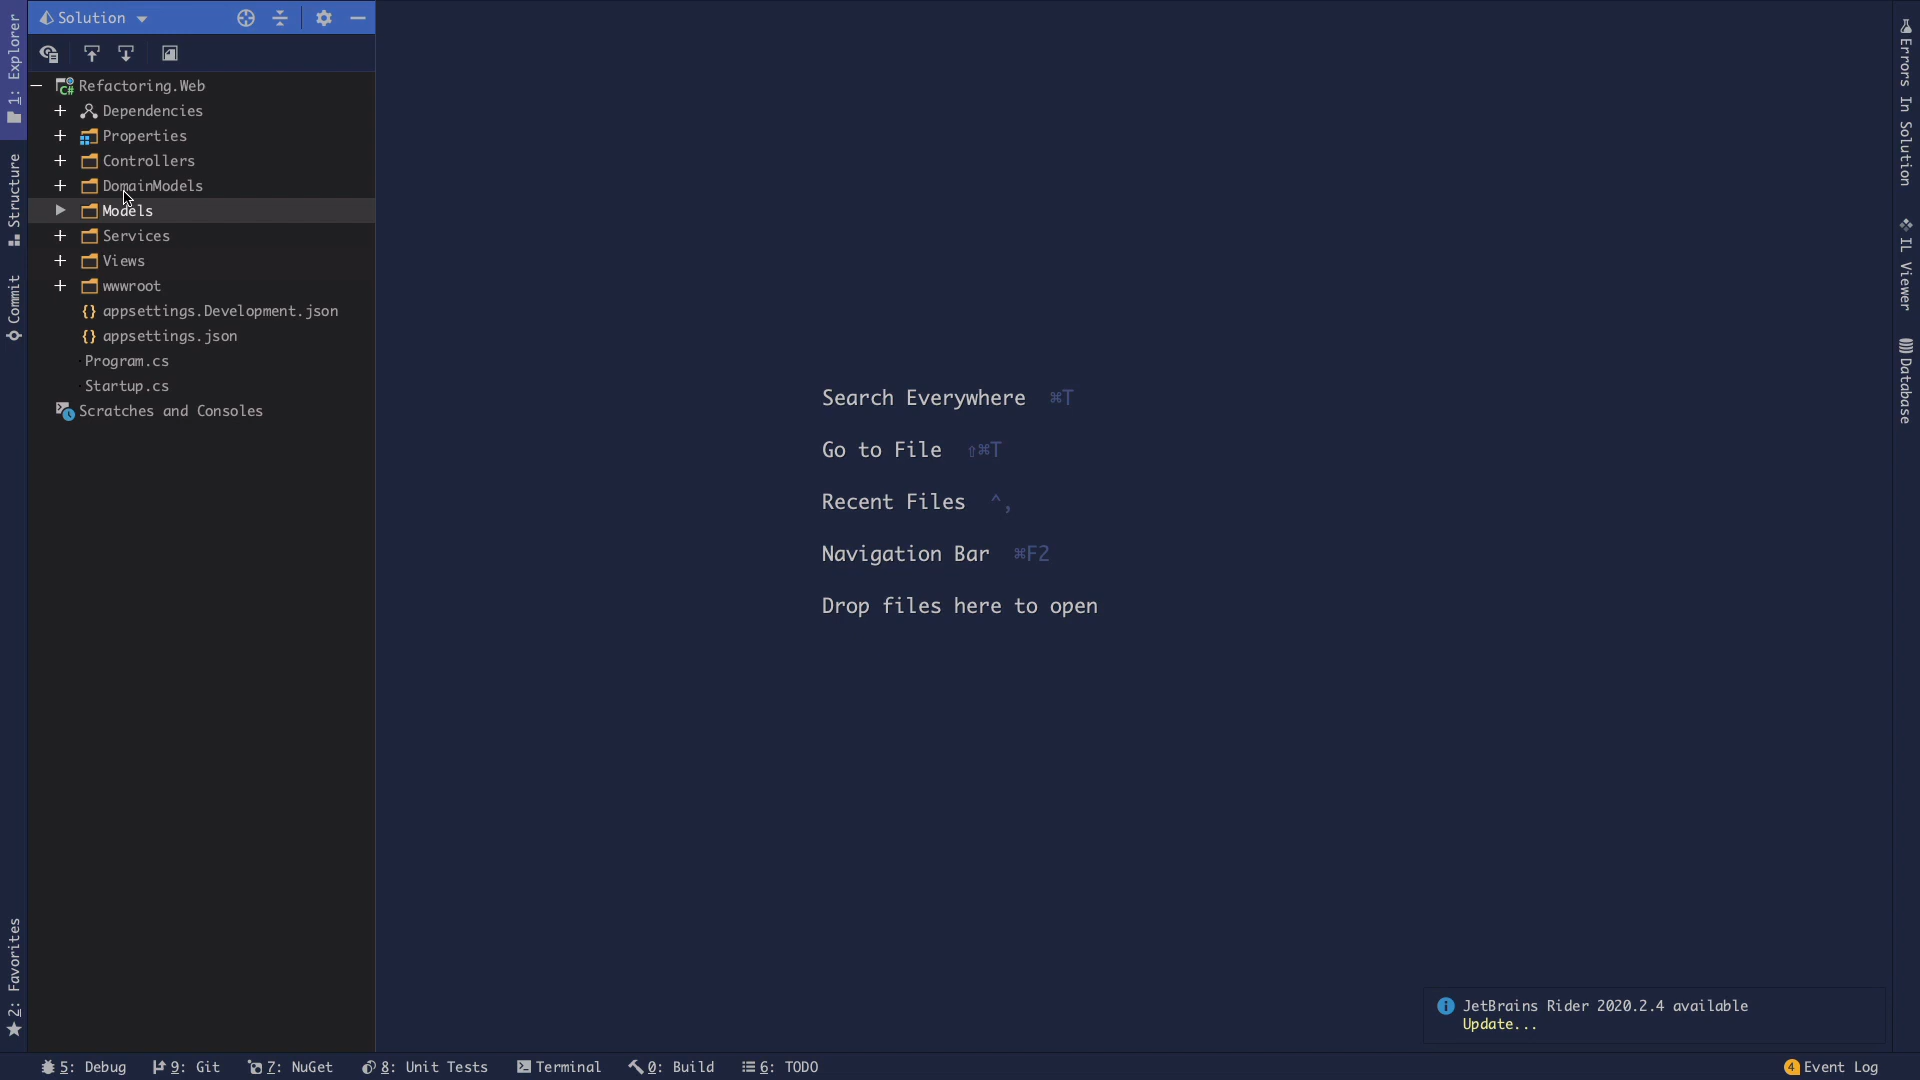 Solution
1: Explorer
Structure
Commit
2: Favorites
Refactoring.Web
Dependencies
Properties
Controllers
DomainModels
Models
Services
Views
wwwroot
appsettings.Development.json
appsettings.json
Program.cs
Startup.cs
Scratches and Consoles
Search Everywhere ⌘T
Go to File ⇧⌘T
Recent Files ^,
Navigation Bar ⌘F2
Drop files here to open
Errors In Solution
IL Viewer
Database
JetBrains Rider 2020.2.4 available
Update...
5: Debug 9: Git 7: NuGet 8: Unit Tests Terminal 0: Build 6: TODO 4 Event Log